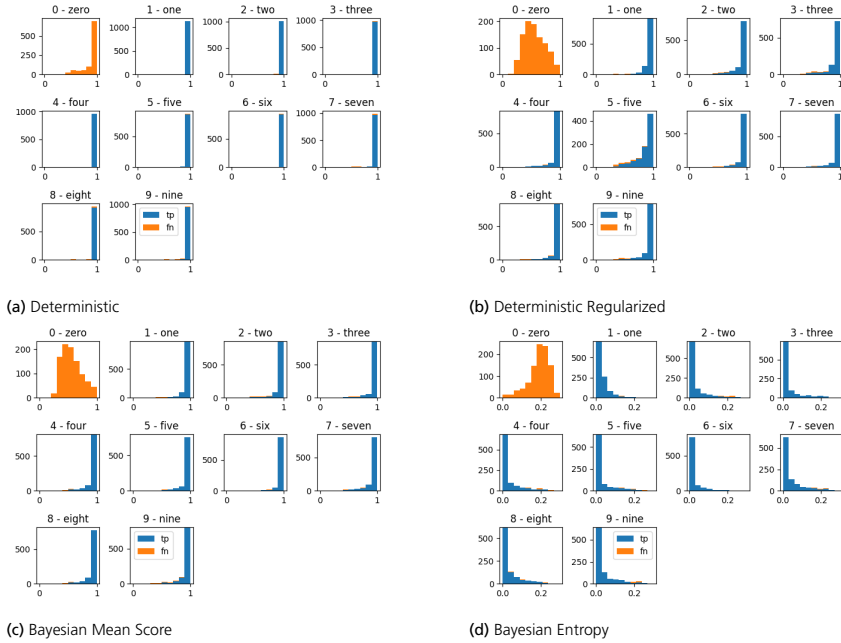 0 - zero 1 - one 2 - two 3 - three
500 0 1000 500 0 1000 500 0 1000 500 0
0 1 0 1 0 1 0 1
4 - four 5 - five 6 - six 7 - seven
1000 500 0 500 0 500 0 1000 500 0
0 1 0 1 0 1 0 1
8 - eight 9 - nine
500 0 1000 500 0
tp
fn
0 1 0 1
(a) Deterministic
0 - zero 1 - one 2 - two 3 - three
200 100 0 500 0 500 0 500 0
0 1 0 1 0 1 0 1
4 - four 5 - five 6 - six 7 - seven
500 0 400 200 0 500 0 500 0
0 1 0 1 0 1 0 1
8 - eight 9 - nine
500 0 500 0
tp
fn
0 1 0 1
(b) Deterministic Regularized
0 - zero 1 - one 2 - two 3 - three
200 100 0 500 0 500 0 500 0
0 1 0 1 0 1 0 1
4 - four 5 - five 6 - six 7 - seven
500 0 500 0 500 0 500 0
0 1 0 1 0 1 0 1
8 - eight 9 - nine
500 0 500 0
tp
fn
0 1 0 1
(c) Bayesian Mean Score
0 - zero 1 - one 2 - two 3 - three
200 0 500 0 500 0 500 0
0.0 0.2 0.0 0.2 0.0 0.2 0.0 0.2
4 - four 5 - five 6 - six 7 - seven
500 250 0 500 250 0 500 0 500 250 0
0.0 0.2 0.0 0.2 0.0 0.2 0.0 0.2
8 - eight 9 - nine
500 250 0 500 250 0
tp
fn
0.0 0.2 0.0 0.2
(d) Bayesian Entropy